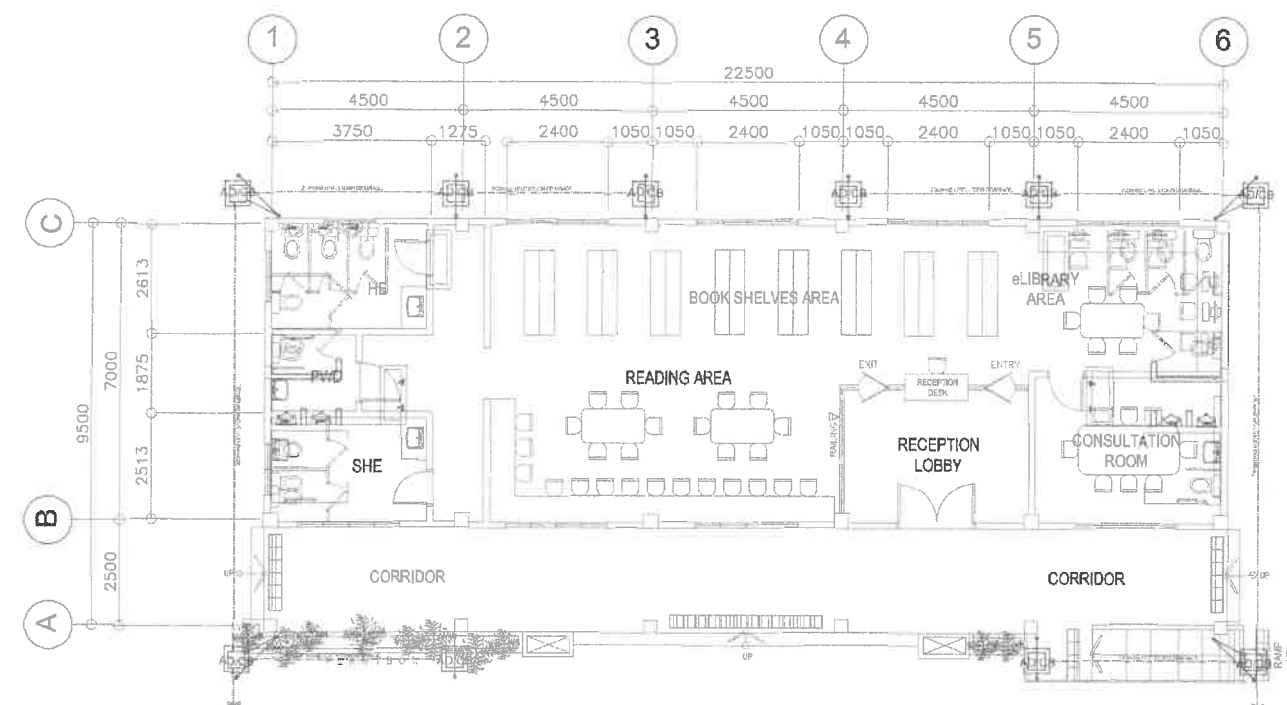 1 2 3 4 5 6
22500
4500 4500 4500 4500 4500
3750 1275 2400 1050 1050 2400 1050 1050 2400 1050 1050 2400 1050
C
B
A
9500
7000
2500
2613
1875
2513
HE
PWD
SHE
BOOK SHELVES AREA
eLIBRARY
AREA
READING AREA
EXIT
ENTRY
RECEPTION
DESK
RAILING
RECEPTION
LOBBY
CONSULTATION
ROOM
CORRIDOR
CORRIDOR
UP
UP
UP
RAMP